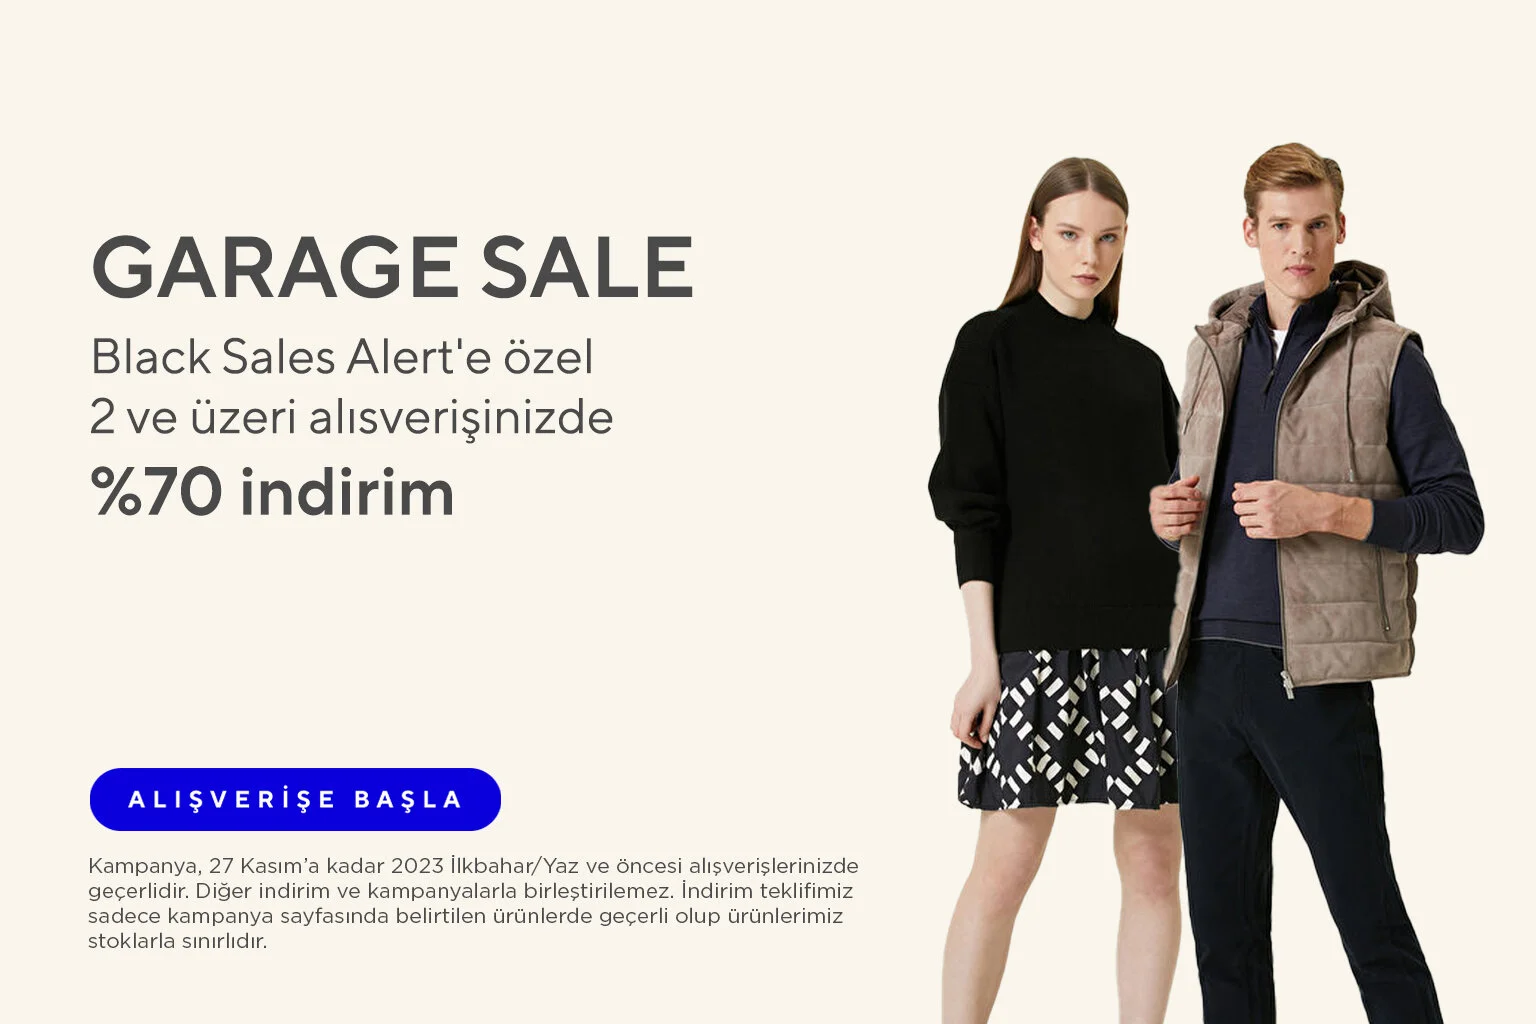 GARAGE SALE
Black Sales Alert'e özel
2 ve üzeri alısverişinizde
%70 indirim
ALIŞVERİŞE BAŞLA
Kampanya, 27 Kasım’a kadar 2023 İlkbahar/Yaz ve öncesi alışverişlerinizde
geçerlidir. Diğer indirim ve kampanyalarla birleştirilemez. İndirim teklifimiz
sadece kampanya sayfasında belirtilen ürünlerde geçerli olup ürünlerimiz
stoklarla sınırlıdır.